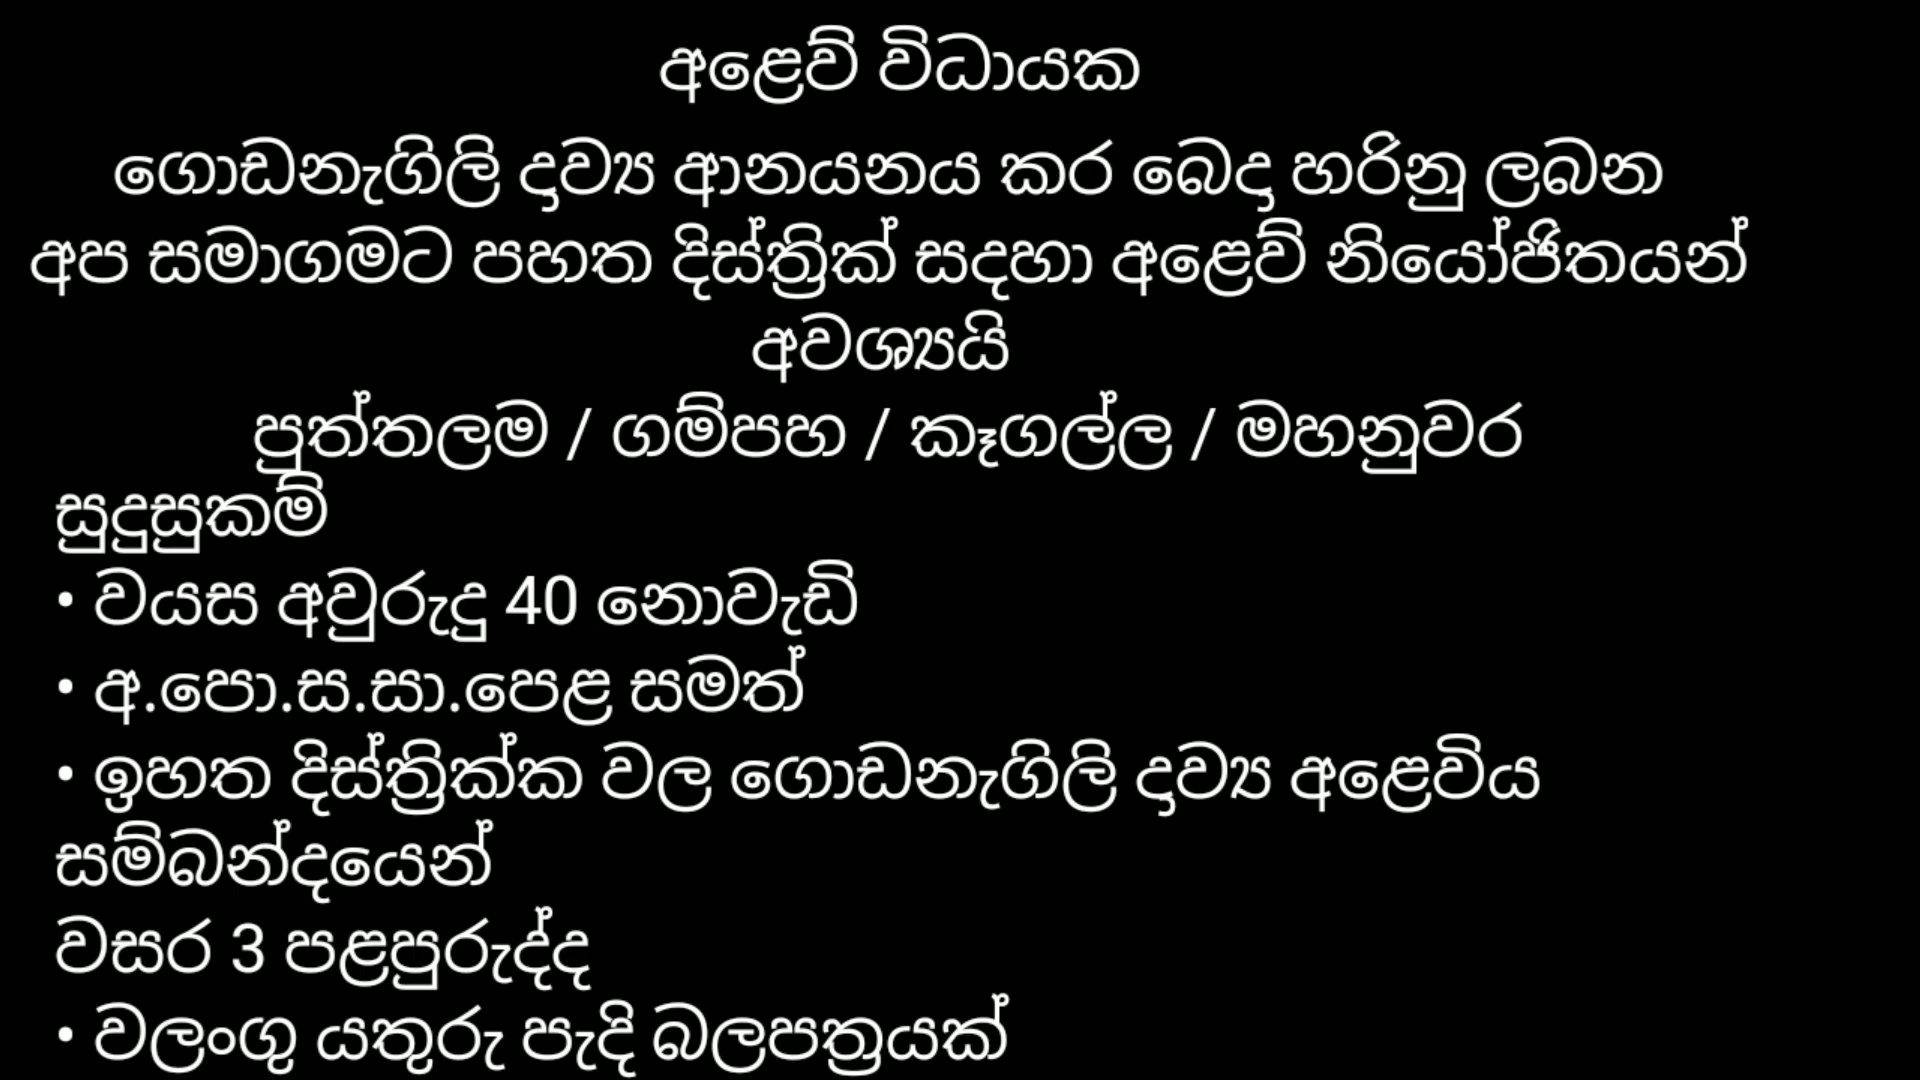 අළෙව් විධායක
ගොඩනැගිලි ද්‍රව්‍ය ආනයනය කර බෙදා හරිනු ලබන
අප සමාගමට පහත දිස්ත්‍රික් සදහා අළෙව් නියෝජිතයන්
අවශ්‍යයි
පුත්තලම / ගම්පහ / කෑගල්ල / මහනුවර
සුදුසුකම්
• වයස අවුරුදු 40 නොවැඩි
• අ.පො.ස.සා.පෙළ සමත්
• ඉහත දිස්ත්‍රික්ක වල ගොඩනැගිලි ද්‍රව්‍ය අළෙවිය
සම්බන්දයෙන්
වසර 3 පළපුරුද්ද
• වලංගු යතුරු පැදි බලපත්‍රයක්